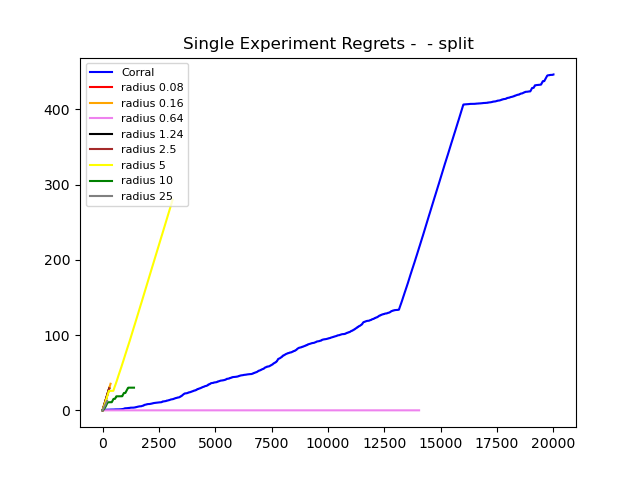 Single Experiment Regrets -  - split
Corral
radius 0.08
radius 0.16
radius 0.64
radius 1.24
radius 2.5
radius 5
radius 10
radius 25
400
300
200
100
0
0 2500 5000 7500 10000 12500 15000 17500 20000